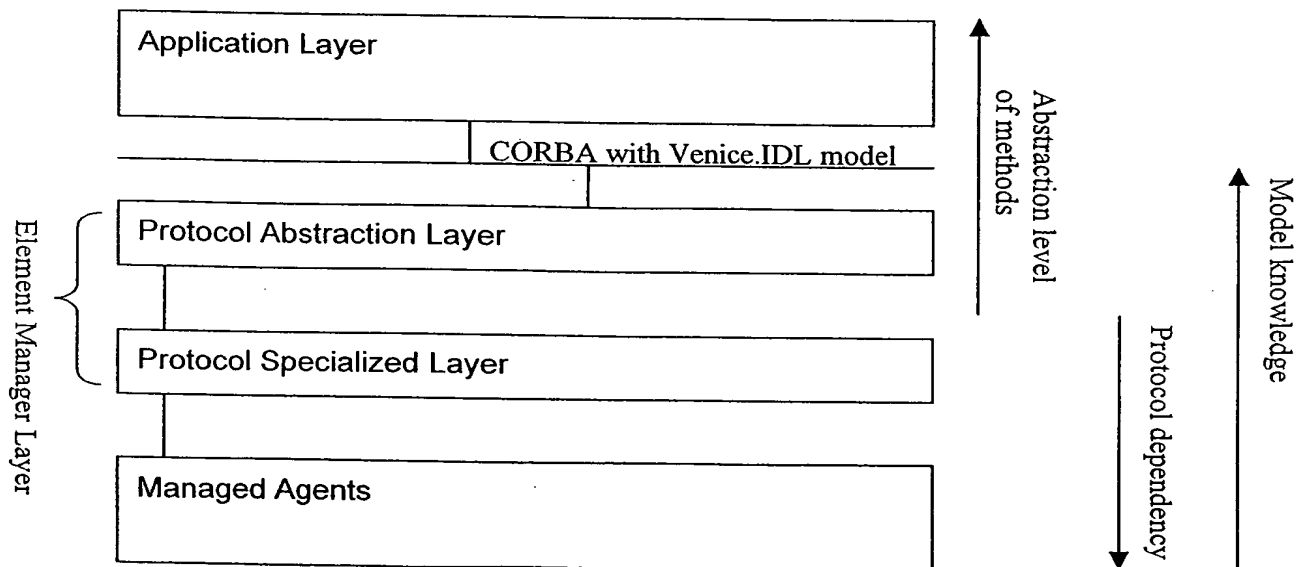 Application Layer
CORBA with Venice.IDL model
Protocol Abstraction Layer
Protocol Specialized Layer
Managed Agents
Element Manager Layer
Abstraction level
of methods
Protocol dependency
Model knowledge